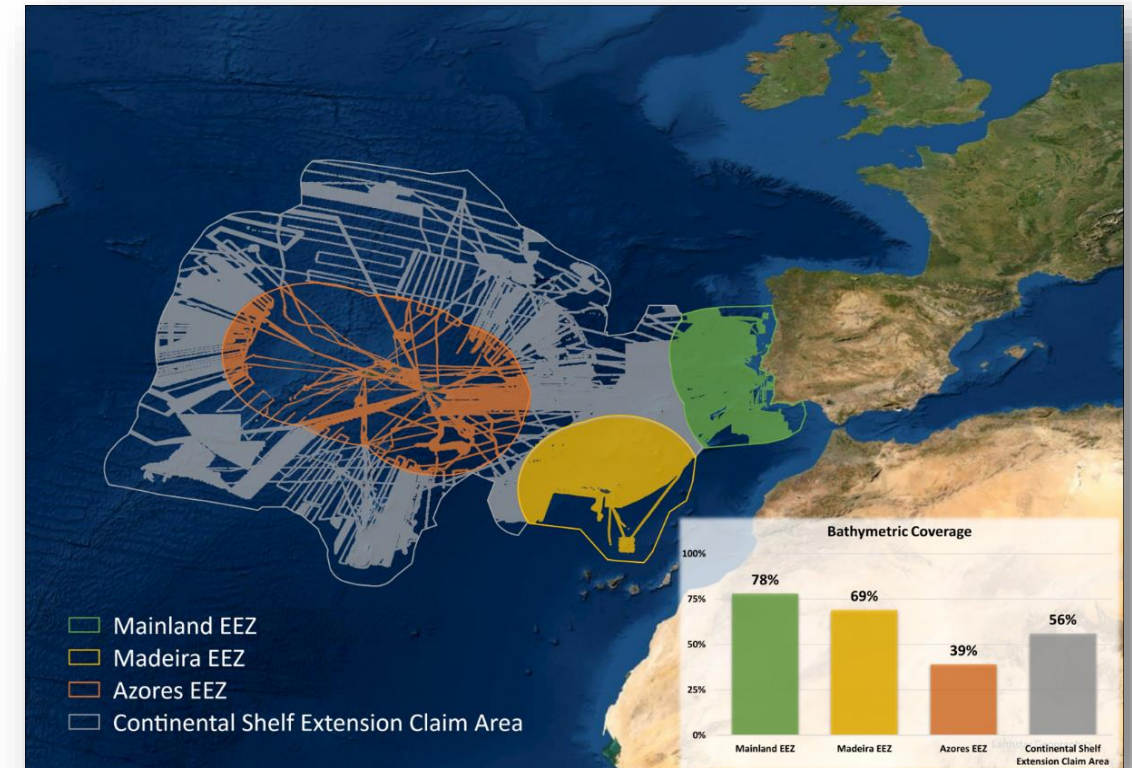 Mainland EEZ
Madeira EEZ
Azores EEZ
Continental Shelf Extension Claim Area
Bathymetric Coverage
100%
75%
50%
25%
0%
78%
69%
39%
56%
Mainland EEZ
Madeira EEZ
Azores EEZ
Continental Shelf
Extension Claim Area